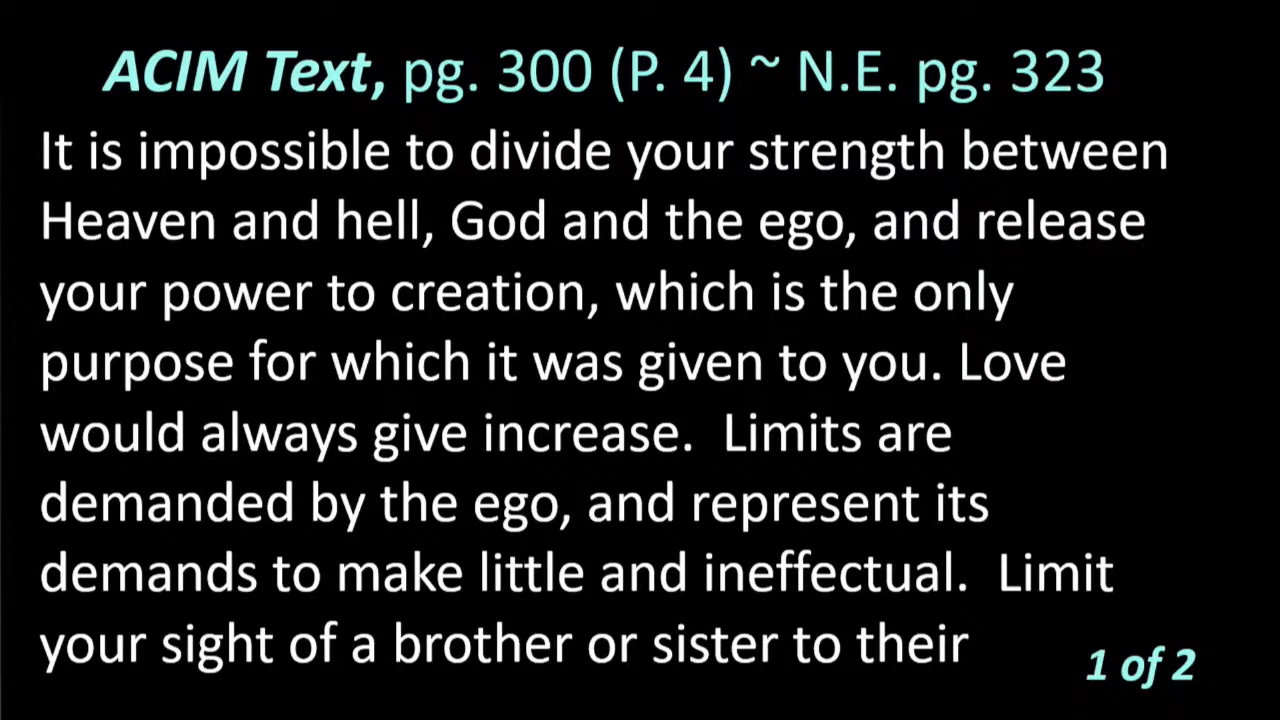 ACIM Text, pg. 300 (P. 4) ~ N.E. pg. 323
It is impossible to divide your strength between
Heaven and hell, God and the ego, and release
your power to creation, which is the only
purpose for which it was given to you. Love
would always give increase.  Limits are
demanded by the ego, and represent its
demands to make little and ineffectual.  Limit
your sight of a brother or sister to their
1 of 2